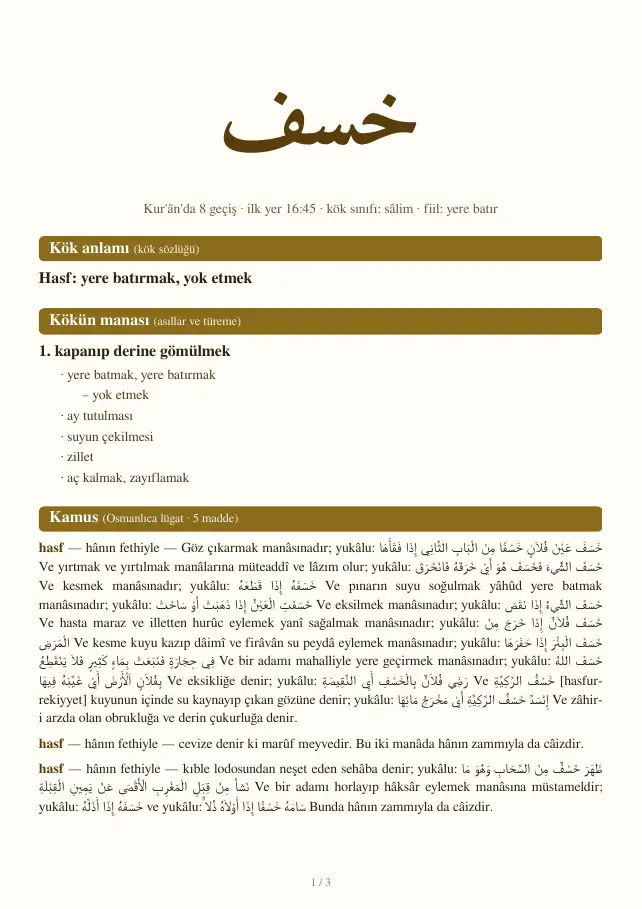 خسف
Kur'ân'da 8 geçiş · ilk yer 16:45 · kök sınıfı: sâlim · fiil: yere batır
Kök anlamı (kök sözlüğü)
Hasf: yere batırmak, yok etmek
Kökün manası (asıllar ve türeme)
1. kapanıp derine gömülmek
· yere batmak, yere batırmak
– yok etmek
· ay tutulması
· suyun çekilmesi
· zillet
· aç kalmak, zayıflamak
Kamus (Osmanlıca lügat · 5 madde)
hasf — hânın fethiyle — Göz çıkarmak manâsınadır; yukâlu: خَسَفَ عَيْنَ فُلاَنٍ خَسْفًا مِنَ الْبَابِ الثَّانِي إِذَا فَقَأَهَا
Ve yırtmak ve yırtılmak manâlarına müteaddî ve lâzım olur; yukâlu: خَسَفَ الشَّيْءَ فَخَسَفَ هُوَ أَيْ خَرَقَهُ فَانْخَرَقَ
Ve kesmek manâsınadır; yukâlu: خَسَفَهُ إِذَا قَطَعَهُ Ve pınarın suyu soğulmak yâhûd yere batmak
manâsınadır; yukâlu: خَسَفَتِ الْعَيْنُ إِذَا ذَهَبَتْ أَوْ سَاخَتْ Ve eksilmek manâsınadır; yukâlu: خَسَفَ الشَّيْءُ إِذَا نَقَصَ
Ve hasta maraz ve illetten hurûc eylemek yanî sağalmak manâsınadır; yukâlu: خَسَفَ فُلاَنٌ إِذَا خَرَجَ مِنَ
الْمَرَضِ Ve kesme kuyu kazıp dâimî ve firâvân su peydâ eylemek manâsınadır; yukâlu: خَسَفَ الْبِئْرَ إِذَا حَفَرَهَا
فِي حِجَارَةٍ فَنَبَعَتْ بِمَاءٍ كَثِيرٍ فَلاَ يَنْقَطِعُ Ve bir adamı mahalliyle yere geçirmek manâsınadır; yukâlu: خَسَفَ اللهُ
بِفُلاَنٍ اْلأَرْضَ أَيْ غَيَّبَهُ فِيهَا Ve eksikliğe denir; yukâlu: رَضِيَ فُلاَنٌ بِالْخَسْفِ أَيِ النَّقِيصَةِ Ve خَسْفُ الرَّكِيَّةِ [hasfur-
rekiyyet] kuyunun içinde su kaynayıp çıkan gözüne denir; yukâlu: إِنْسَدَّ خَسْفُ الرَّكِيَّةِ أَيْ مَخْرَجُ مَائِهَا Ve zâhir-
i arzda olan obrukluğa ve derin çukurluğa denir.
hasf — hânın fethiyle — cevize denir ki marûf meyvedir. Bu iki manâda hânın zammıyla da câizdir.
hasf — hânın fethiyle — kıble lodosundan neşet eden sehâba denir; yukâlu: ظَهَرَ خَسْفٌ مِنَ السَّحَابِ وَهُوَ مَا
نَشَأَ مِنْ قِبَلِ الْمَغْرِبِ الْأَقْصَى عَنْ يَمِينِ الْقِبْلَةِ Ve bir adamı horlayıp hâksâr eylemek manâsına müstameldir;
yukâlu: خَسَفَهُ إِذَا أَذَلَّهُ ve yukâlu: سَامَهُ خَسْفًا إِذَا أَوْلاَهُ ذُلاًّ Bunda hânın zammıyla da câizdir.
1 / 3